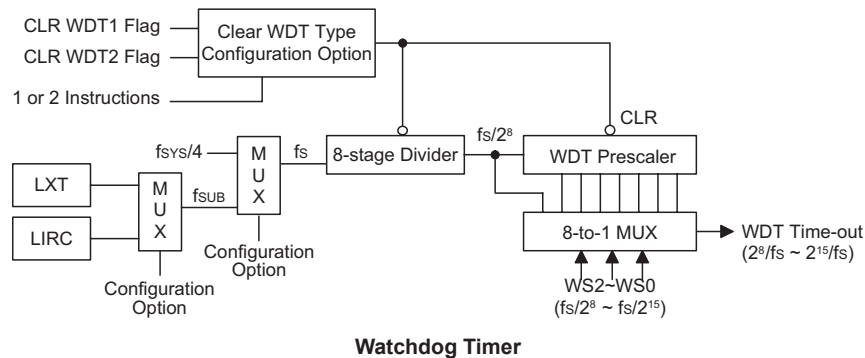 CLR WDT1 Flag
CLR WDT2 Flag
1 or 2 Instructions
Clear WDT Type
Configuration Option
CLR
fSYS/4
fS
8-stage Divider
fS/2⁸
WDT Prescaler
LXT
LIRC
M
U
X
fSUB
M
U
X
Configuration
Option
Configuration
Option
8-to-1 MUX
WDT Time-out
(2⁸/fS ~ 2¹⁵/fS)
WS2~WS0
(fS/2⁸ ~ fS/2¹⁵)
Watchdog Timer